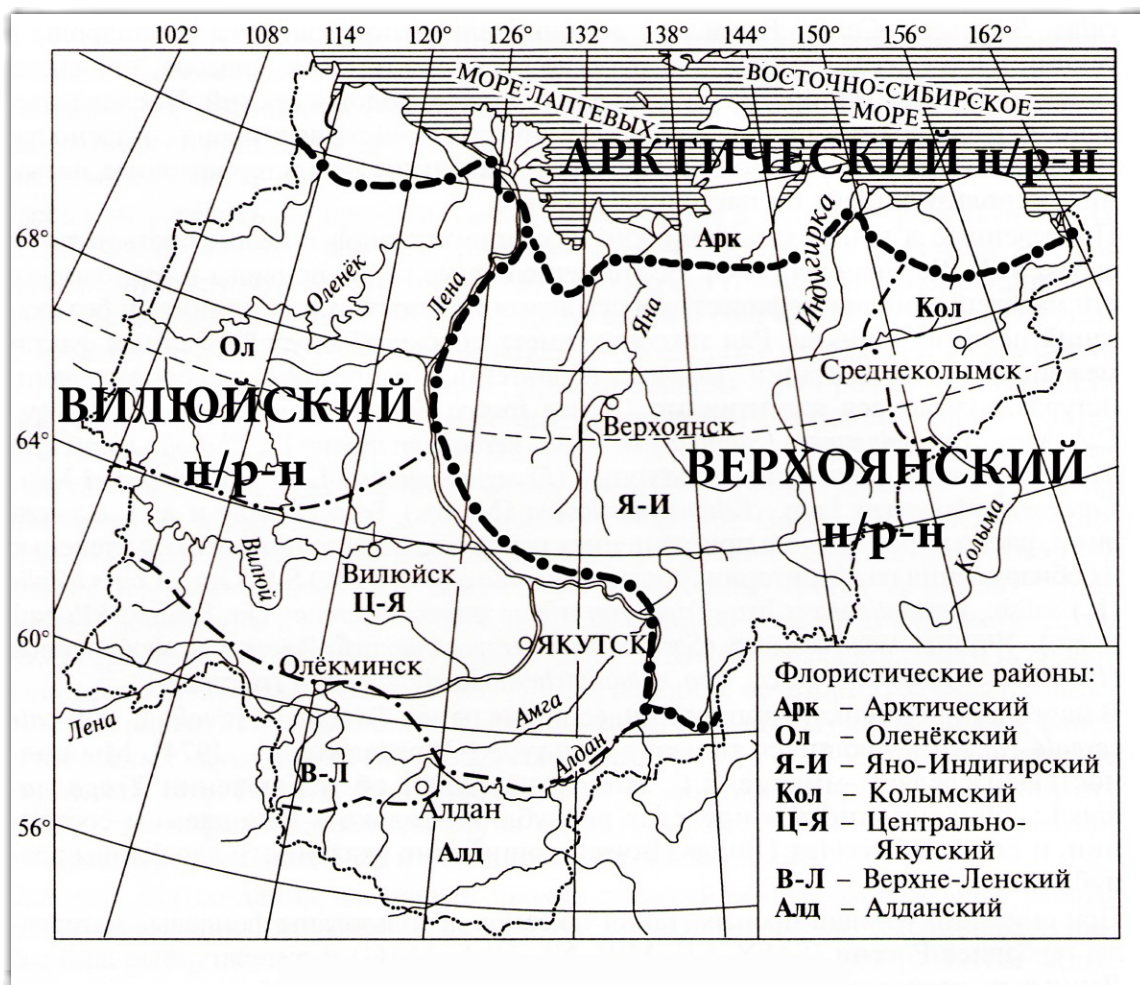 102° 108° 114° 120° 126° 132° 138° 144° 150° 156° 162°
МОРЕ ЛАПТЕВЫХ
ВОСТОЧНО-СИБИРСКОЕ
МОРЕ
АРКТИЧЕСКИЙ н/р-н
68°
Оленёк
Лена
Яна
Арк
Индигирка
Кол
Ол
Среднеколымск
ВИЛЮЙСКИЙ
н/р-н
Верхоянск
64°
ВЕРХОЯНСКИЙ
н/р-н
Я-И
Колыма
Вилюй
Вилюйск
Ц-Я
60°
ЯКУТСК
Олёкминск
Лена
Амга
Алдан
В-Л
Алдан
56°
Алд
Флористические районы:
Арк – Арктический
Ол – Оленёкский
Я-И – Яно-Индигирский
Кол – Колымский
Ц-Я – Центрально-
Якутский
В-Л – Верхне-Ленский
Алд – Алданский